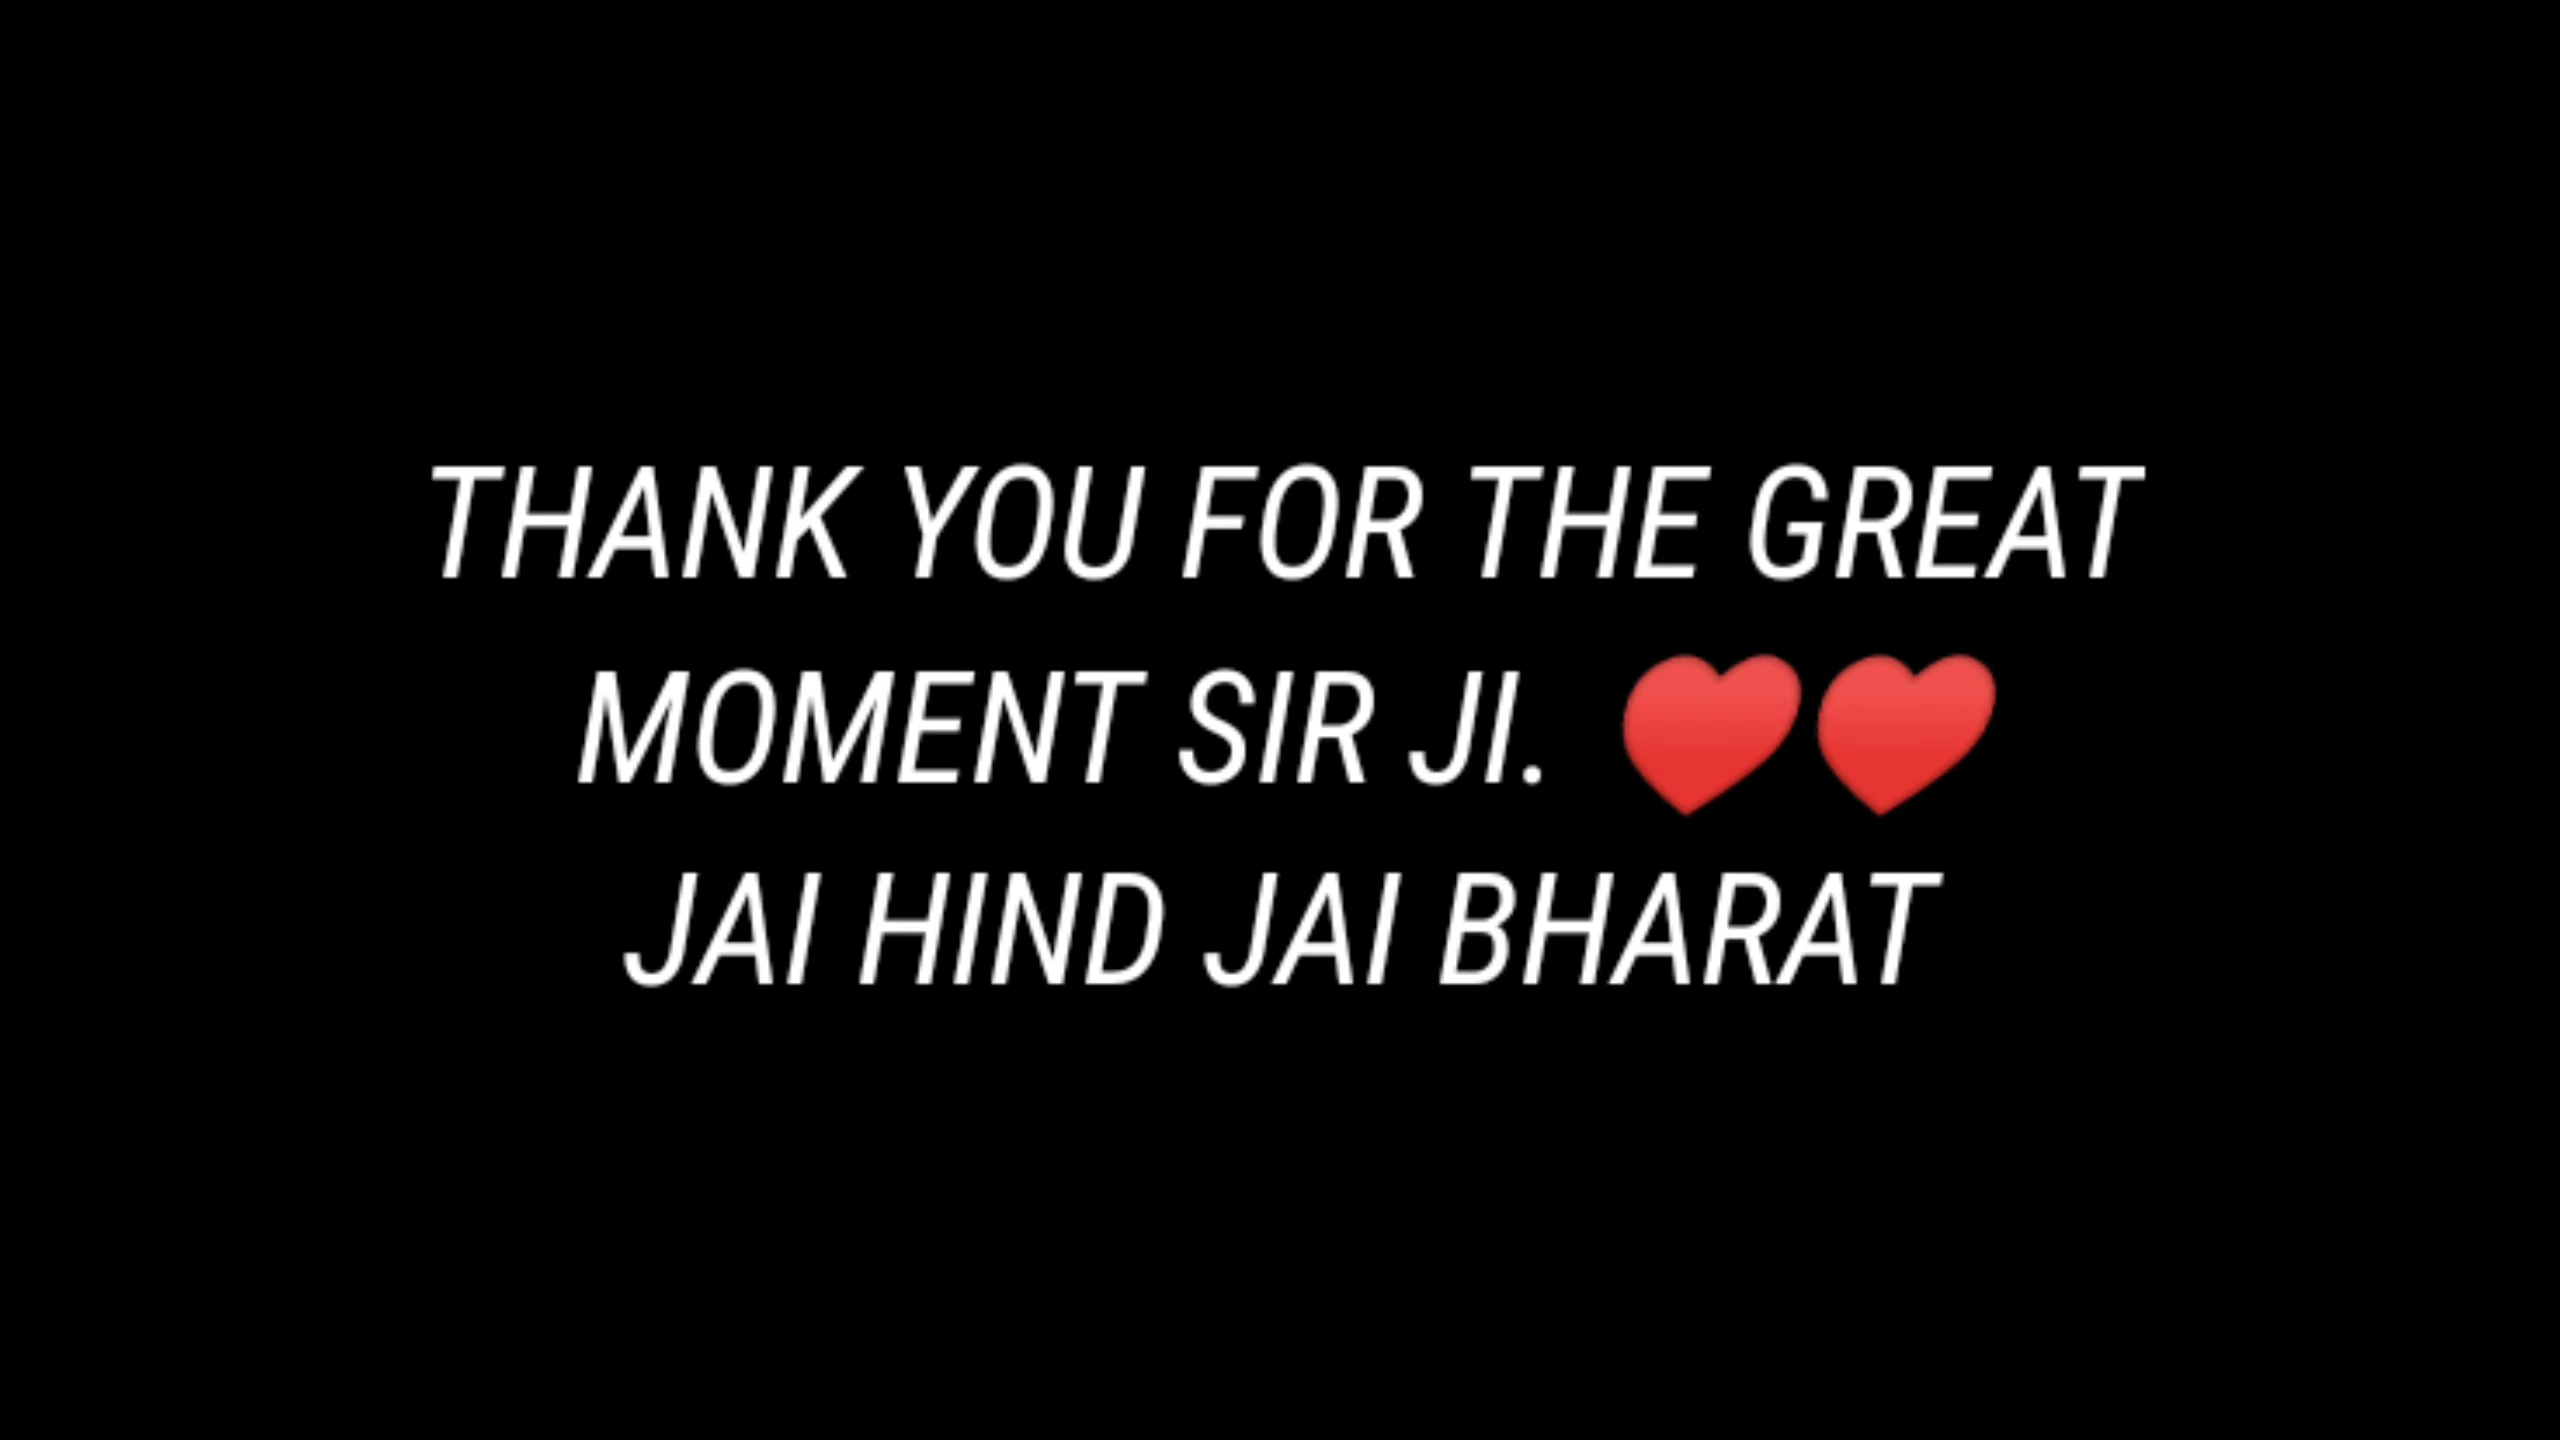 THANK YOU FOR THE GREAT
MOMENT SIR JI. ♥️♥️
JAI HIND JAI BHARAT